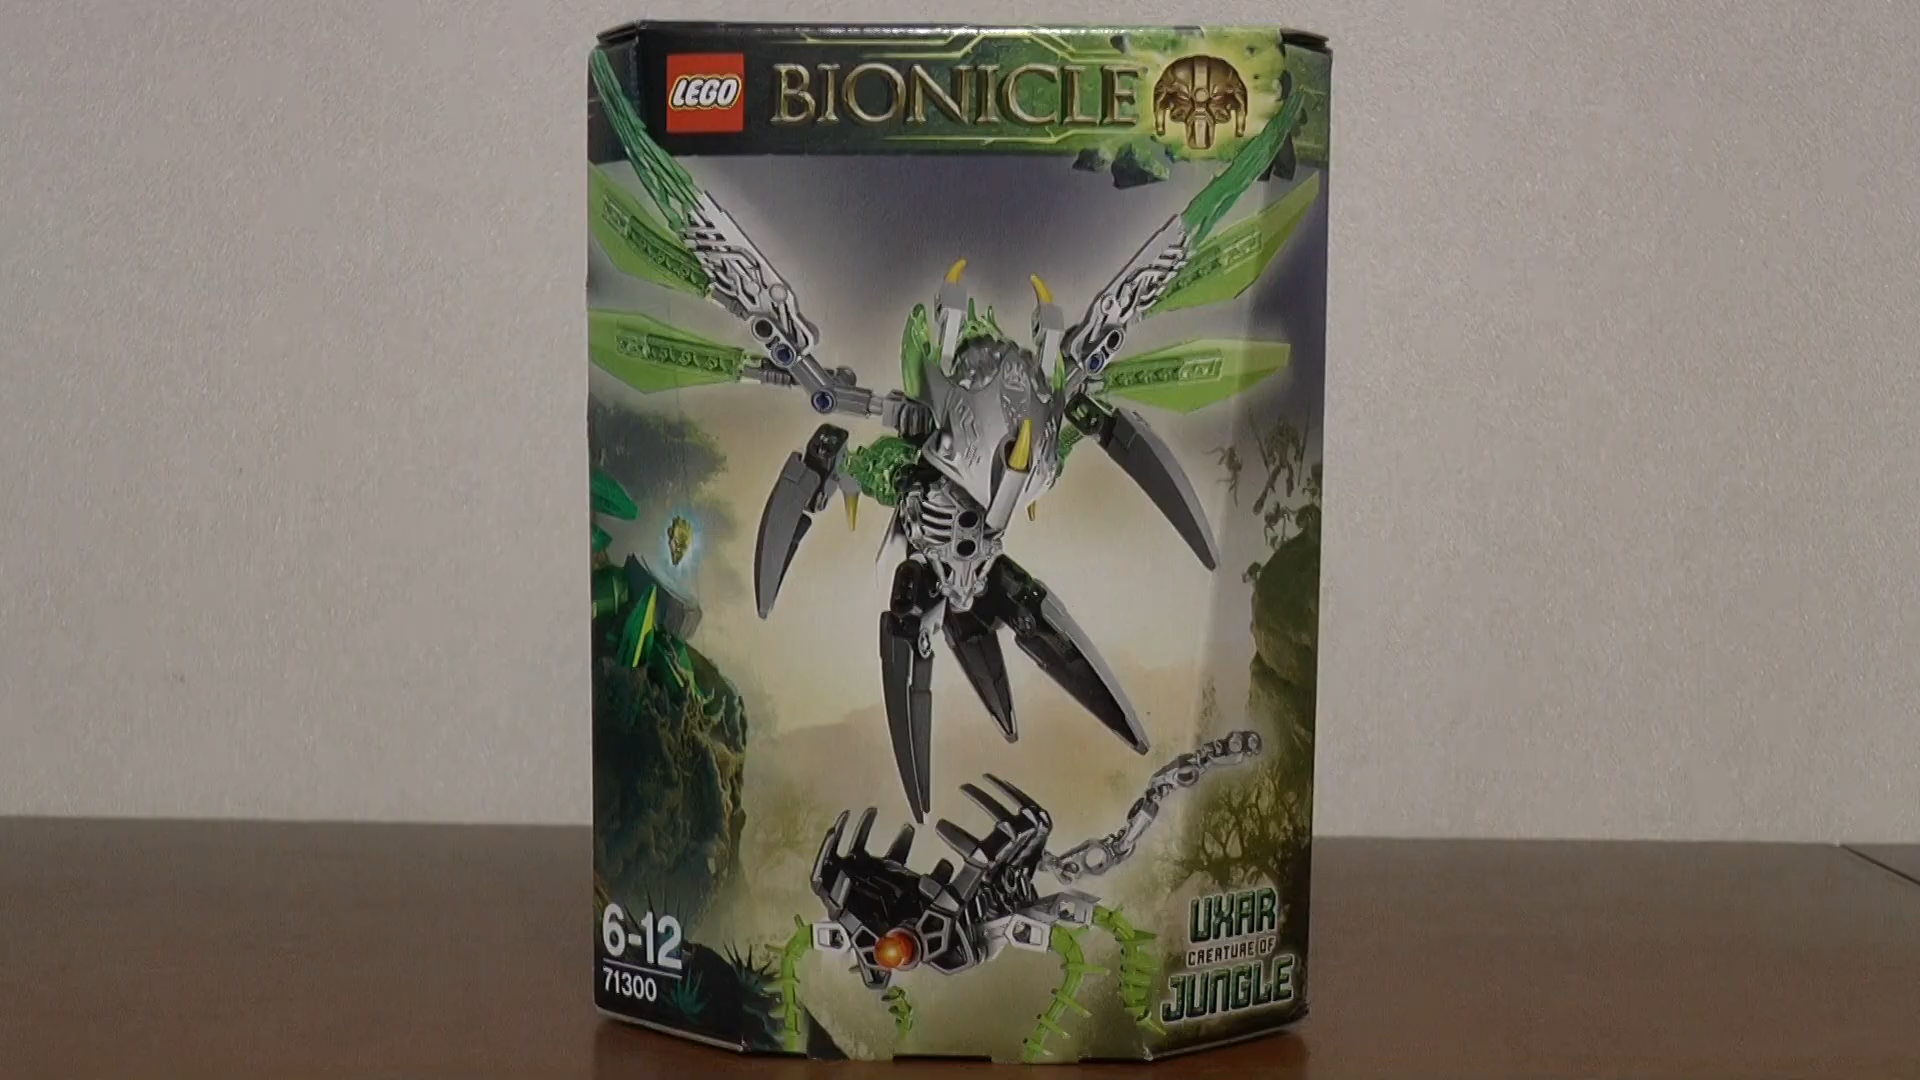 LEGO BIONICLE
6-12
71300
UXAR
CREATURE OF
JUNGLE